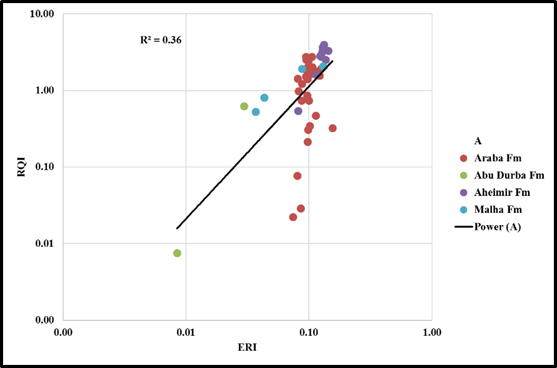 10.00
R² = 0.36
1.00
RQI
0.10
0.01
0.00
0.00
0.01
0.10
1.00
ERI
A
Araba Fm
Abu Durba Fm
Aheimir Fm
Malha Fm
Power (A)